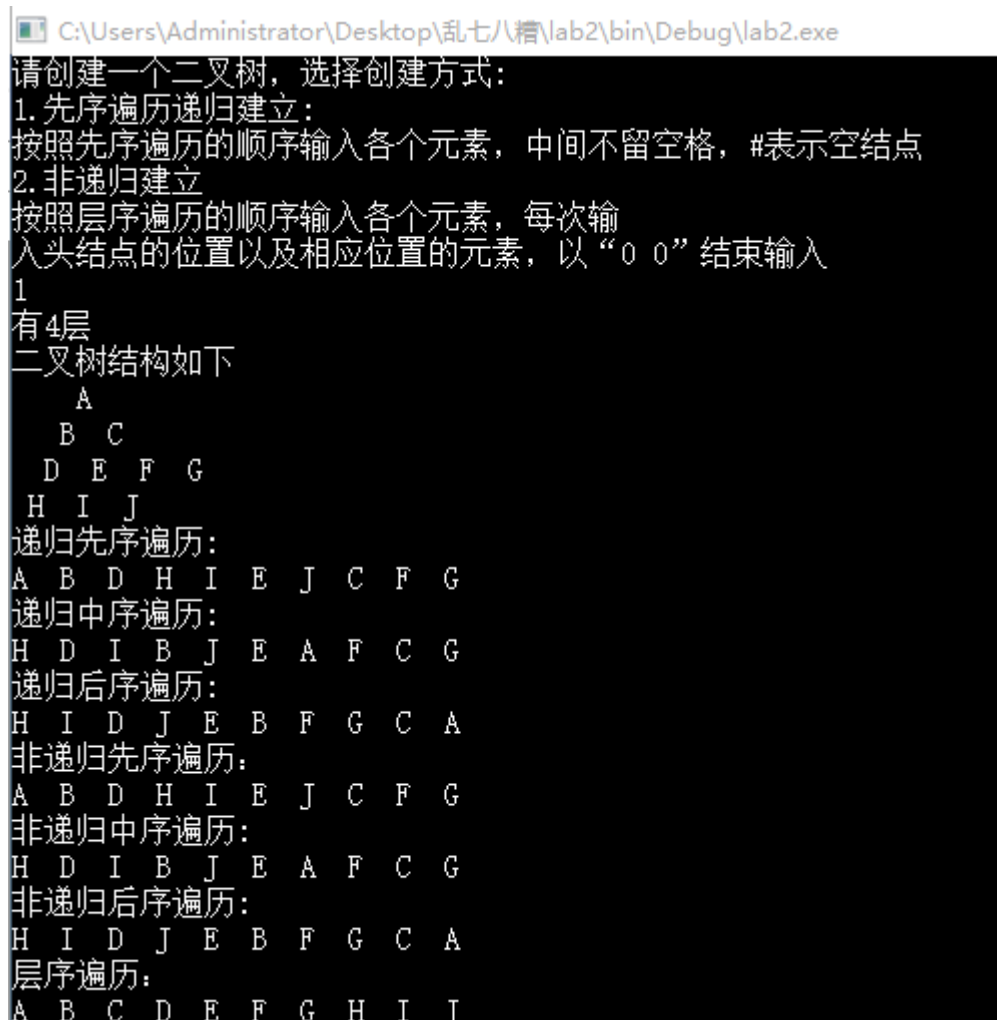 C:\Users\Administrator\Desktop\乱七八糟\lab2\bin\Debug\lab2.exe
请创建一个二叉树，选择创建方式：
1.先序遍历递归建立：
按照先序遍历的顺序输入各个元素，中间不留空格，#表示空结点
2.非递归建立
按照层序遍历的顺序输入各个元素，每次输
入头结点的位置以及相应位置的元素，以“0 0”结束输入
1
有4层
二叉树结构如下
A
B C
D E F G
H I J
递归先序遍历：
A B D H I E J C F G
递归中序遍历：
H D I B J E A F C G
递归后序遍历：
H I D J E B F G C A
非递归先序遍历：
A B D H I E J C F G
非递归中序遍历：
H D I B J E A F C G
非递归后序遍历：
H I D J E B F G C A
层序遍历：
A B C D E F G H I J